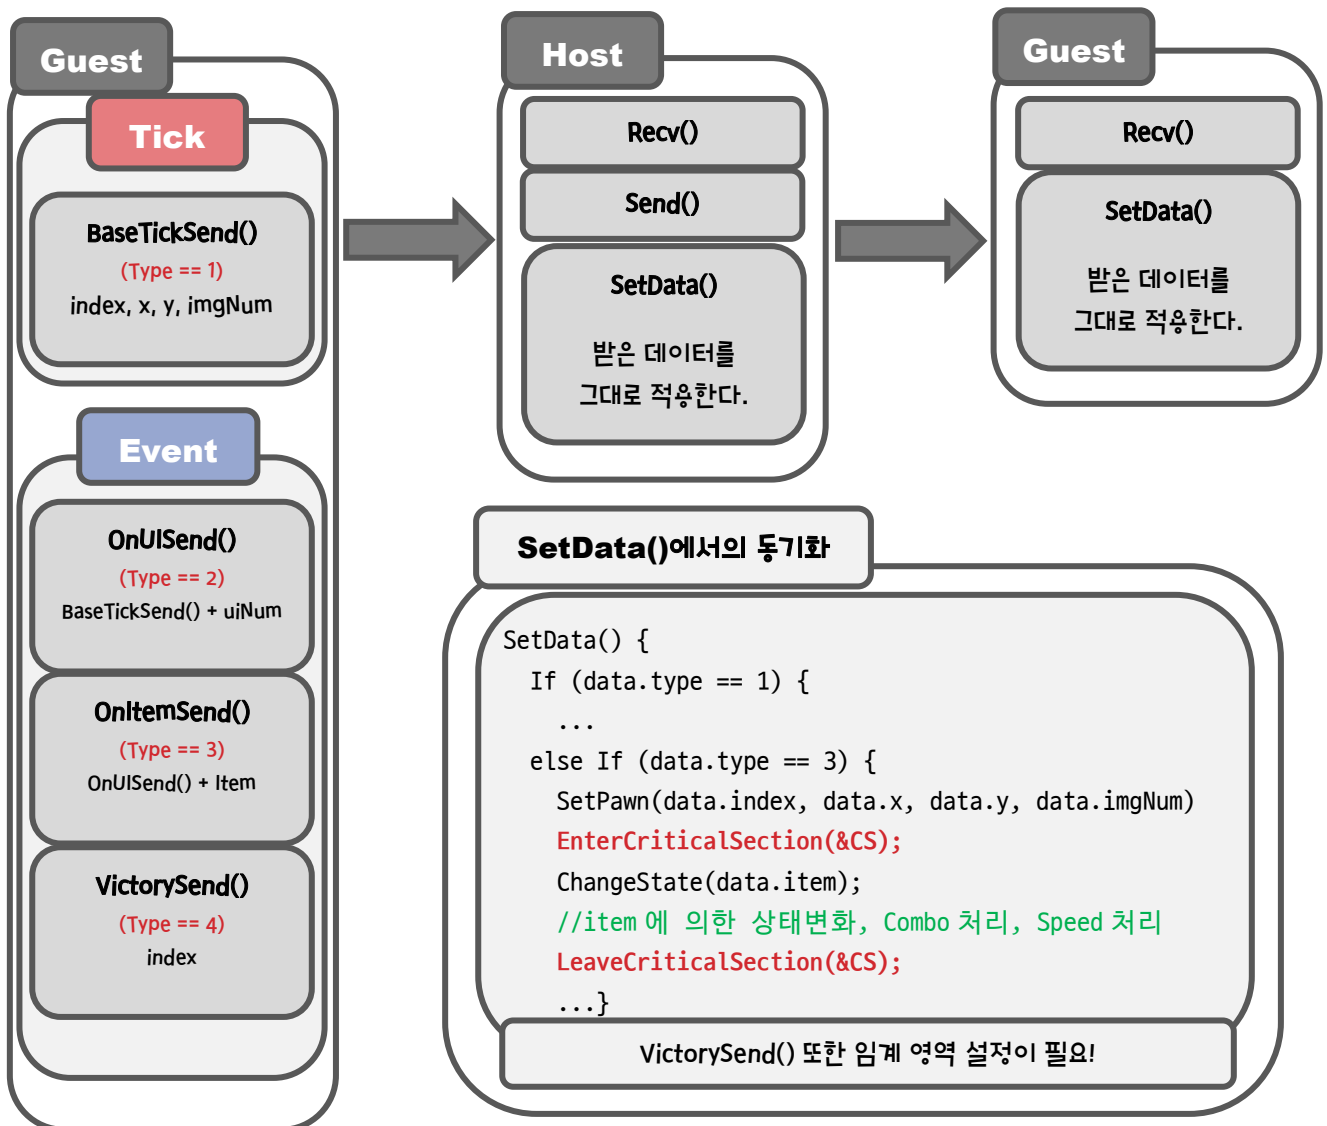 Guest
Tick
BaseTickSend()
(Type == 1)
index, x, y, imgNum
Event
OnUISend()
(Type == 2)
BaseTickSend() + uiNum
OnItemSend()
(Type == 3)
OnUISend() + Item
VictorySend()
(Type == 4)
index
Host
Recv()
Send()
SetData()
받은 데이터를
그대로 적용한다.
Guest
Recv()
SetData()
받은 데이터를
그대로 적용한다.
SetData()에서의 동기화
SetData() {
If (data.type == 1) {
...
else If (data.type == 3) {
SetPawn(data.index, data.x, data.y, data.imgNum)
EnterCriticalSection(&CS);
ChangeState(data.item);
//item 에 의한 상태변화, Combo 처리, Speed 처리
LeaveCriticalSection(&CS);
...}
VictorySend() 또한 임계 영역 설정이 필요!